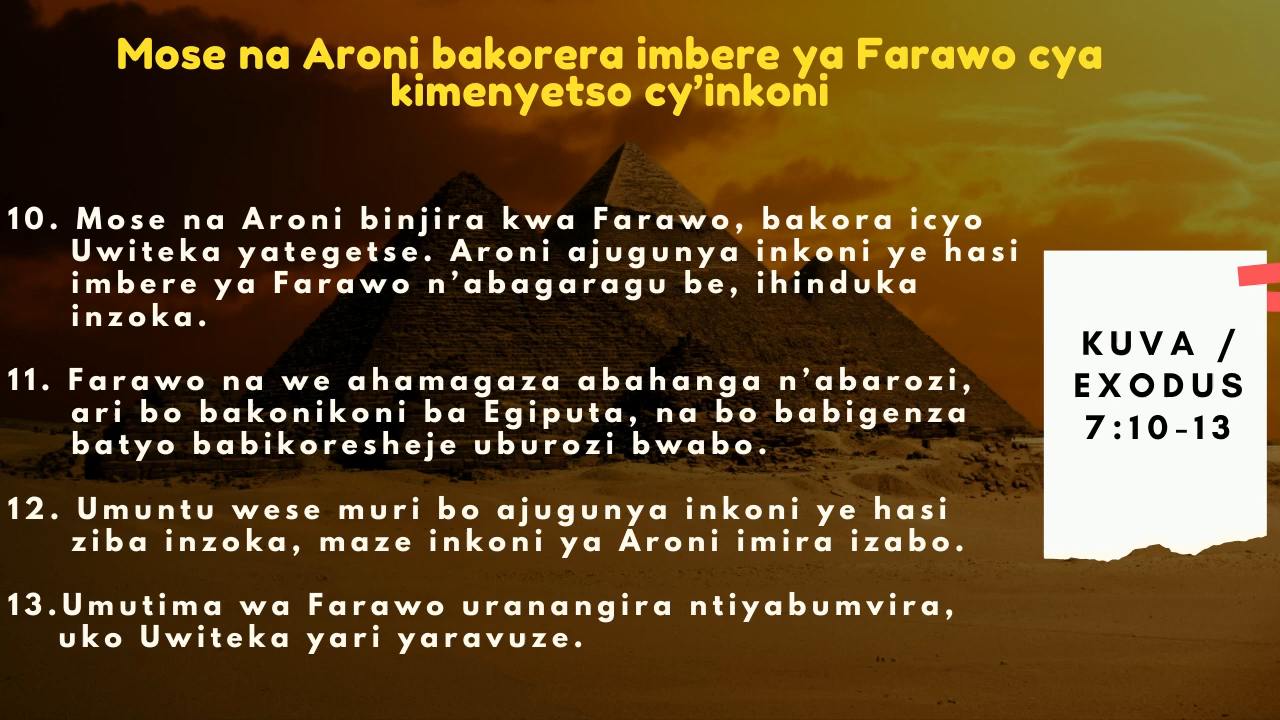 Mose na Aroni bakorera imbere ya Farawo cya
kimenyetso cy’inkoni
10. Mose na Aroni binjira kwa Farawo, bakora icyo
Uwiteka yategetse. Aroni ajugunya inkoni ye hasi
imbere ya Farawo n’abagaragu be, ihinduka
inzoka.
11. Farawo na we ahamagaza abahanga n’abarozi,
ari bo bakonikoni ba Egiputa, na bo babigenza
batyo babikoresheje uburozi bwabo.
12. Umuntu wese muri bo ajugunya inkoni ye hasi
ziba inzoka, maze inkoni ya Aroni imira izabo.
13.Umutima wa Farawo uranangira ntiyabumvira,
uko Uwiteka yari yaravuze.
KUVA /
EXODUS
7:10-13